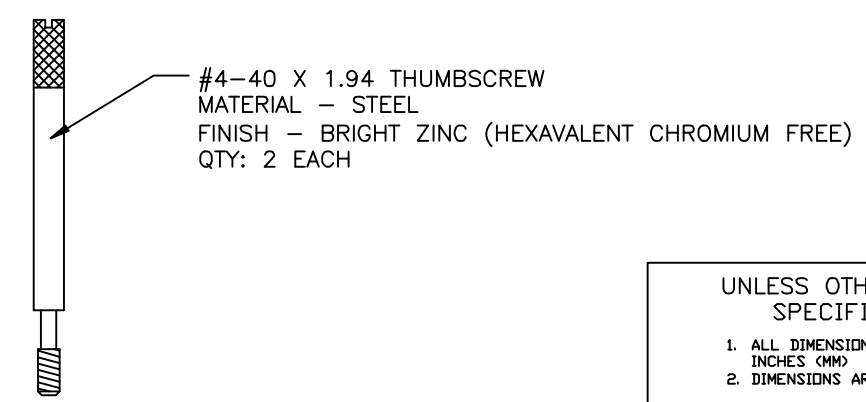 #4-40 X 1.94 THUMBSCREW
MATERIAL - STEEL
FINISH - BRIGHT ZINC (HEXAVALENT CHROMIUM FREE)
QTY: 2 EACH
UNLESS OTH
SPECIFI
1. ALL DIMENSION
INCHES (MM)
2. DIMENSIONS AR